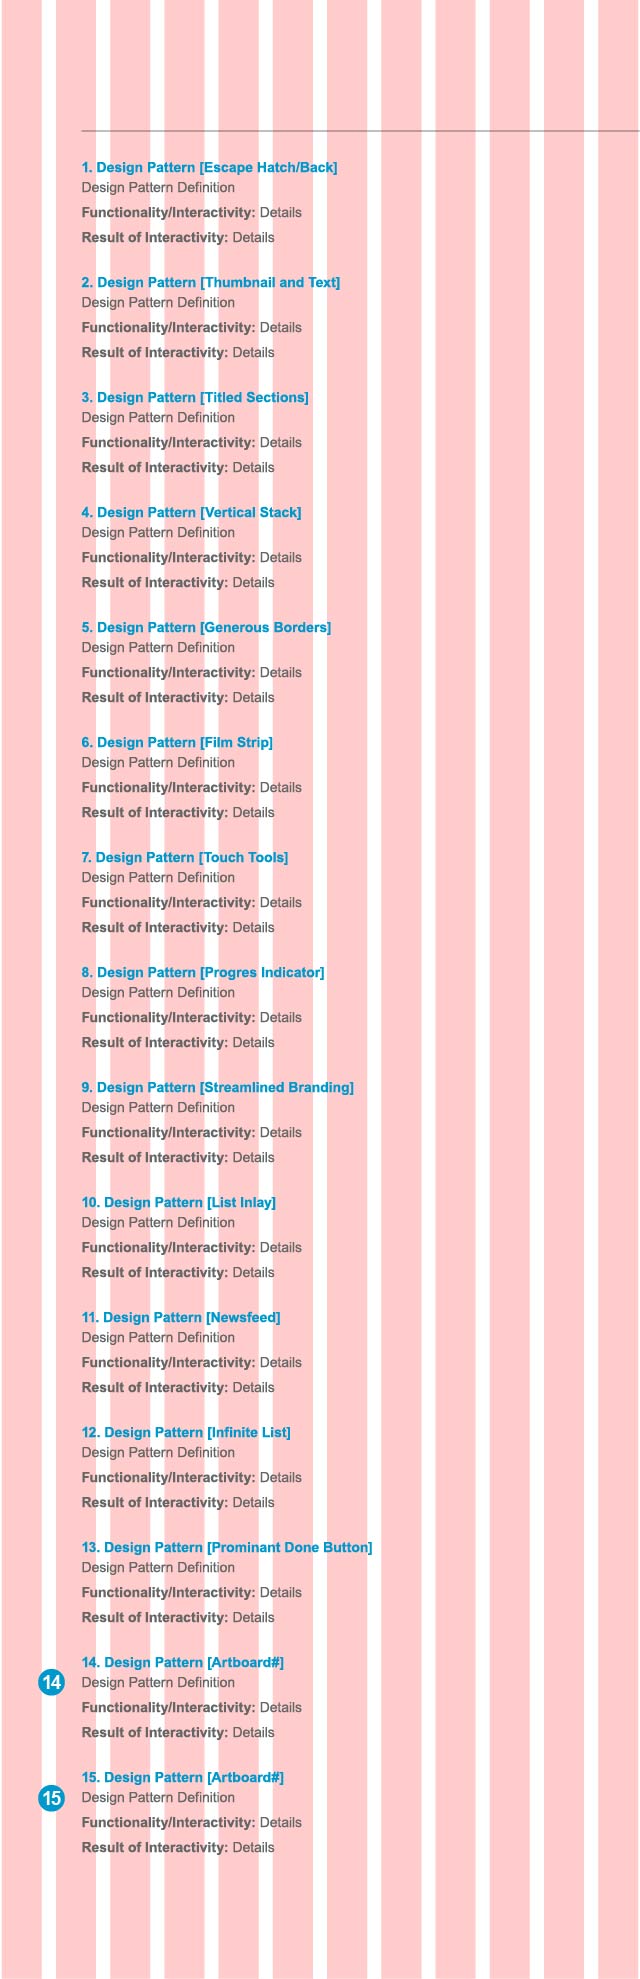 1. Design Pattern [Escape Hatch/Back]
Design Pattern Definition
Functionality/Interactivity: Details
Result of Interactivity: Details
2. Design Pattern [Thumbnail and Text]
Design Pattern Definition
Functionality/Interactivity: Details
Result of Interactivity: Details
3. Design Pattern [Titled Sections]
Design Pattern Definition
Functionality/Interactivity: Details
Result of Interactivity: Details
4. Design Pattern [Vertical Stack]
Design Pattern Definition
Functionality/Interactivity: Details
Result of Interactivity: Details
5. Design Pattern [Generous Borders]
Design Pattern Definition
Functionality/Interactivity: Details
Result of Interactivity: Details
6. Design Pattern [Film Strip]
Design Pattern Definition
Functionality/Interactivity: Details
Result of Interactivity: Details
7. Design Pattern [Touch Tools]
Design Pattern Definition
Functionality/Interactivity: Details
Result of Interactivity: Details
8. Design Pattern [Progres Indicator]
Design Pattern Definition
Functionality/Interactivity: Details
Result of Interactivity: Details
9. Design Pattern [Streamlined Branding]
Design Pattern Definition
Functionality/Interactivity: Details
Result of Interactivity: Details
10. Design Pattern [List Inlay]
Design Pattern Definition
Functionality/Interactivity: Details
Result of Interactivity: Details
11. Design Pattern [Newsfeed]
Design Pattern Definition
Functionality/Interactivity: Details
Result of Interactivity: Details
12. Design Pattern [Infinite List]
Design Pattern Definition
Functionality/Interactivity: Details
Result of Interactivity: Details
13. Design Pattern [Prominant Done Button]
Design Pattern Definition
Functionality/Interactivity: Details
Result of Interactivity: Details
14. Design Pattern [Artboard#]
14
Design Pattern Definition
Functionality/Interactivity: Details
Result of Interactivity: Details
15. Design Pattern [Artboard#]
15
Design Pattern Definition
Functionality/Interactivity: Details
Result of Interactivity: Details